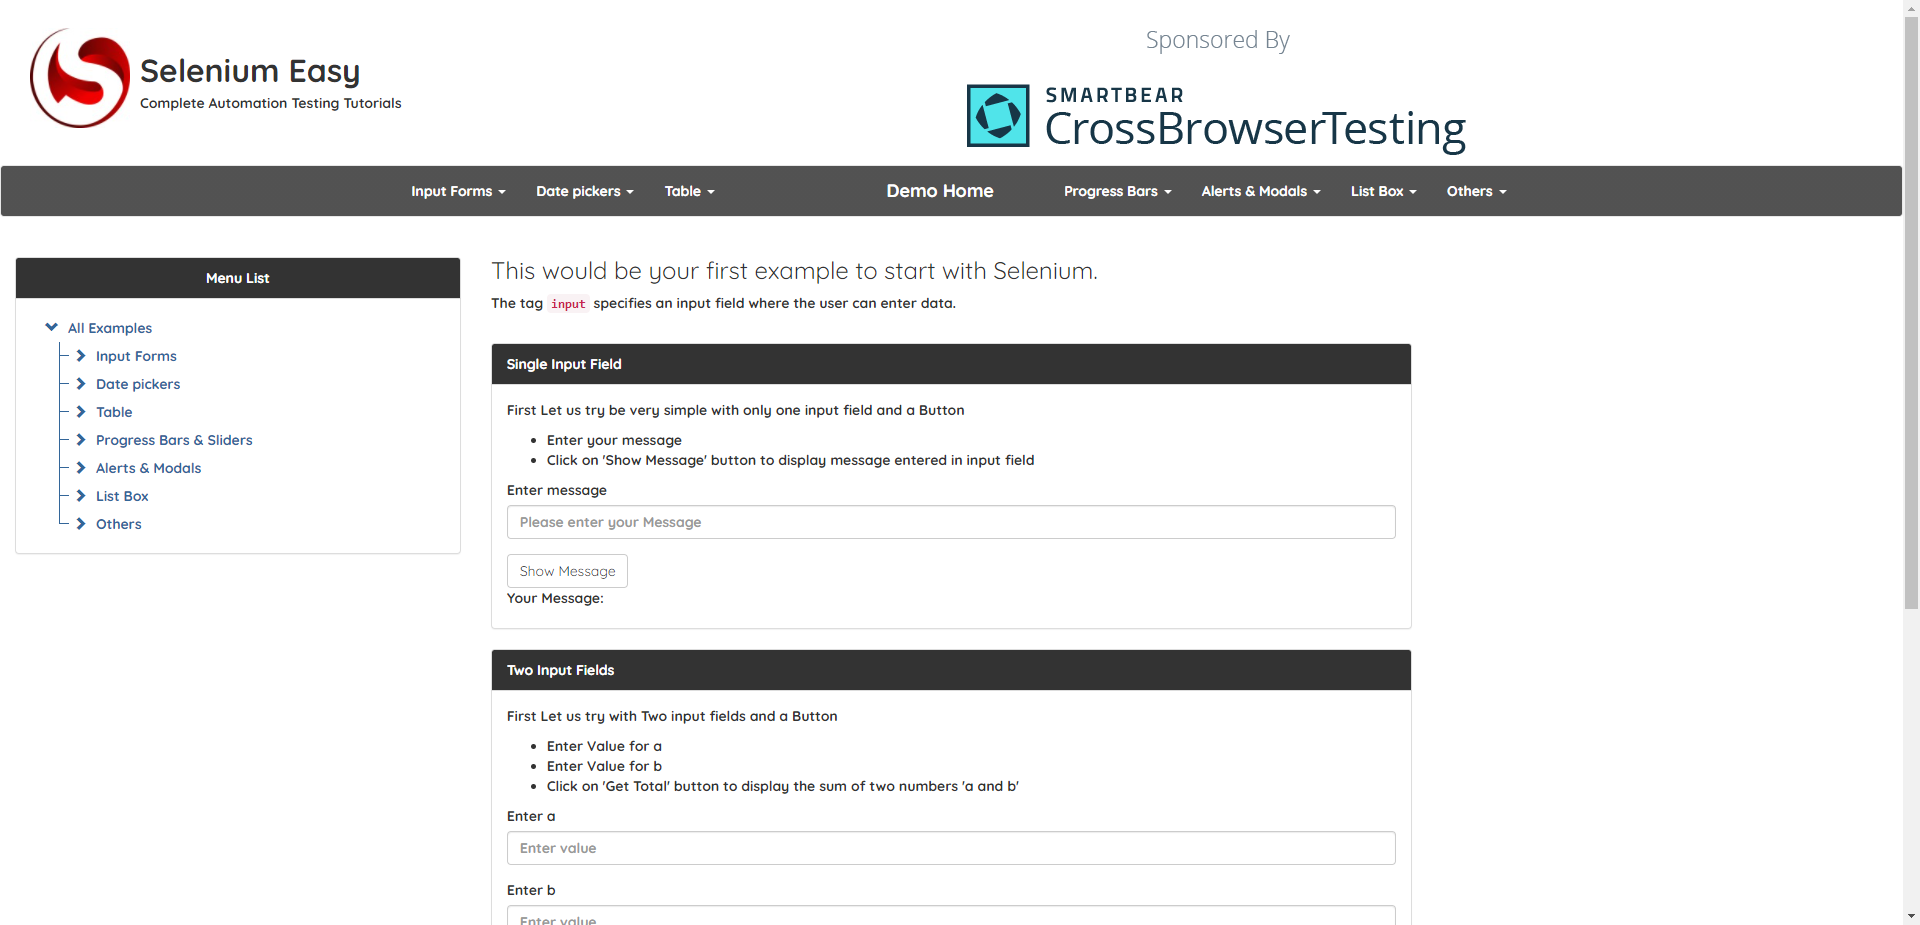 Selenium Easy
Complete Automation Testing Tutorials
Sponsored By
SMARTBEAR
CrossBrowserTesting
Input Forms Date pickers Table Demo Home Progress Bars Alerts & Modals List Box Others
Menu List
All Examples
Input Forms
Date pickers
Table
Progress Bars & Sliders
Alerts & Modals
List Box
Others
This would be your first example to start with Selenium.
The tag input specifies an input field where the user can enter data.
Single Input Field
First Let us try be very simple with only one input field and a Button
Enter your message
Click on 'Show Message' button to display message entered in input field
Enter message
Please enter your Message
Show Message
Your Message:
Two Input Fields
First Let us try with Two input fields and a Button
Enter Value for a
Enter Value for b
Click on 'Get Total' button to display the sum of two numbers 'a and b'
Enter a
Enter value
Enter b
Enter value